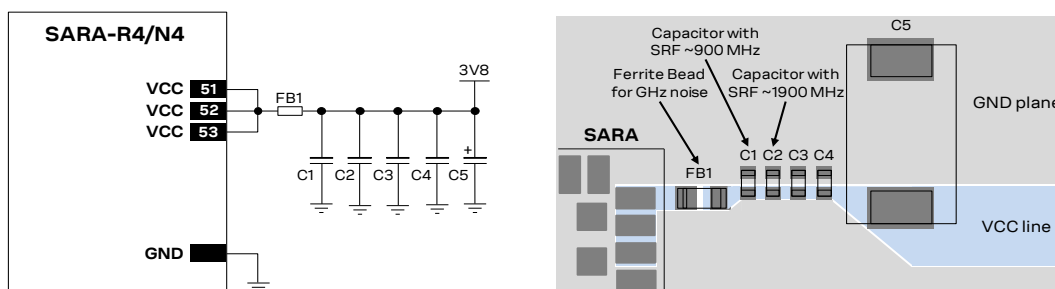 SARA-R4/N4
VCC 51
VCC 52
VCC 53
FB1
3V8
+
C1 C2 C3 C4 C5
GND
Capacitor with
SRF ~900 MHz
Ferrite Bead
for GHz noise
Capacitor with
SRF ~1900 MHz
C5
GND plane
SARA
FB1
C1 C2 C3 C4
VCC line